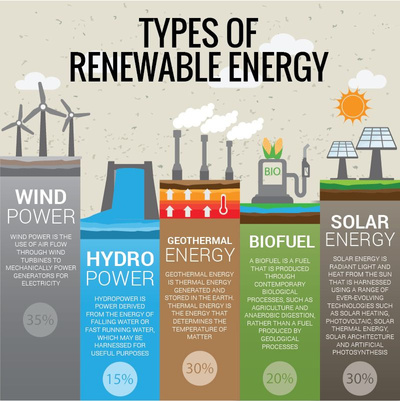 TYPES OF
RENEWABLE ENERGY
WIND
POWER
WIND POWER IS THE
USE OF AIR FLOW
THROUGH WIND
TURBINES TO
MECHANICALLY POWER
GENERATORS FOR
ELECTRICITY
35%
HYDRO
POWER
HYDROPOWER IS
POWER DERIVED
FROM THE ENERGY OF
FALLING WATER OR
FAST RUNNING WATER,
WHICH MAY BE
HARNESSED FOR
USEFUL PURPOSES
15%
GEOTHERMAL
ENERGY
GEOTHERMAL ENERGY
IS THERMAL ENERGY
GENERATED AND
STORED IN THE EARTH.
THERMAL ENERGY IS
THE ENERGY THAT
DETERMINES THE
TEMPERATURE OF
MATTER
30%
BIO
BIOFUEL
A BIOFUEL IS A FUEL
THAT IS PRODUCED
THROUGH
CONTEMPORARY
BIOLOGICAL
PROCESSES, SUCH AS
AGRICULTURE AND
ANAEROBIC DIGESTION,
RATHER THAN A FUEL
PRODUCED BY
GEOLOGICAL
PROCESSES
20%
SOLAR
ENERGY
SOLAR ENERGY IS
RADIANT LIGHT AND
HEAT FROM THE SUN
THAT IS HARNESSED
USING A RANGE OF
EVER-EVOLVING
TECHNOLOGIES SUCH
AS SOLAR HEATING,
PHOTOVOLTAIC, SOLAR
THERMAL ENERGY,
SOLAR ARCHITECTURE
AND ARTIFICIAL
PHOTOSYNTHESIS
30%